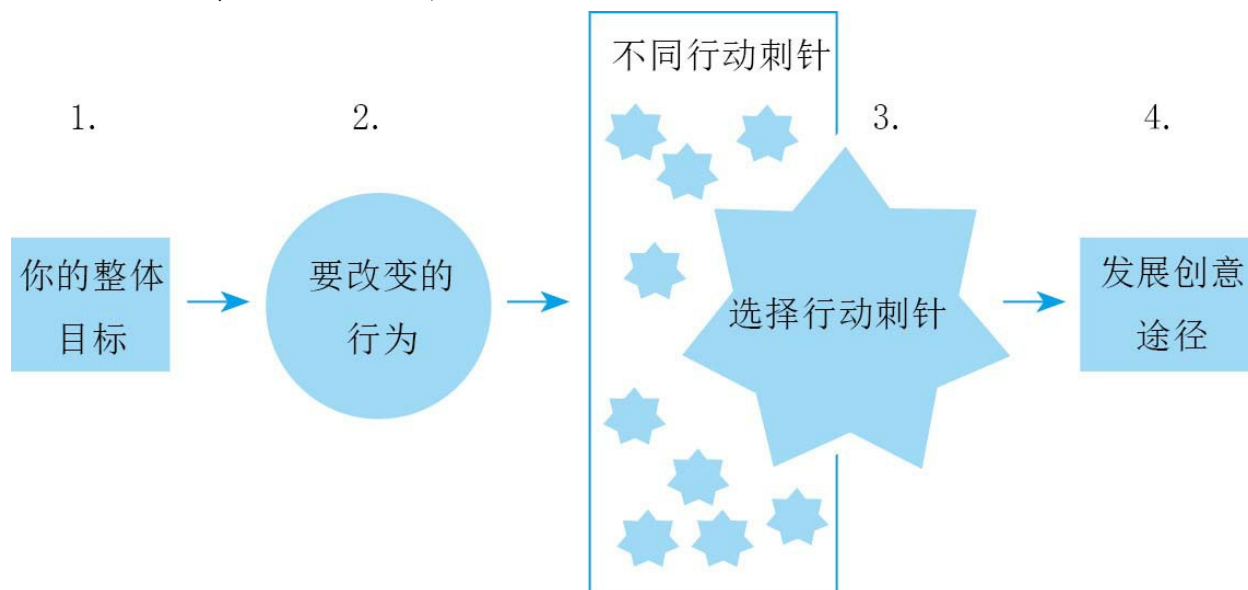 不同行动刺针
1.
2.
3.
4.
你的整体
目标
要改变的
行为
选择行动刺针
发展创意
途径